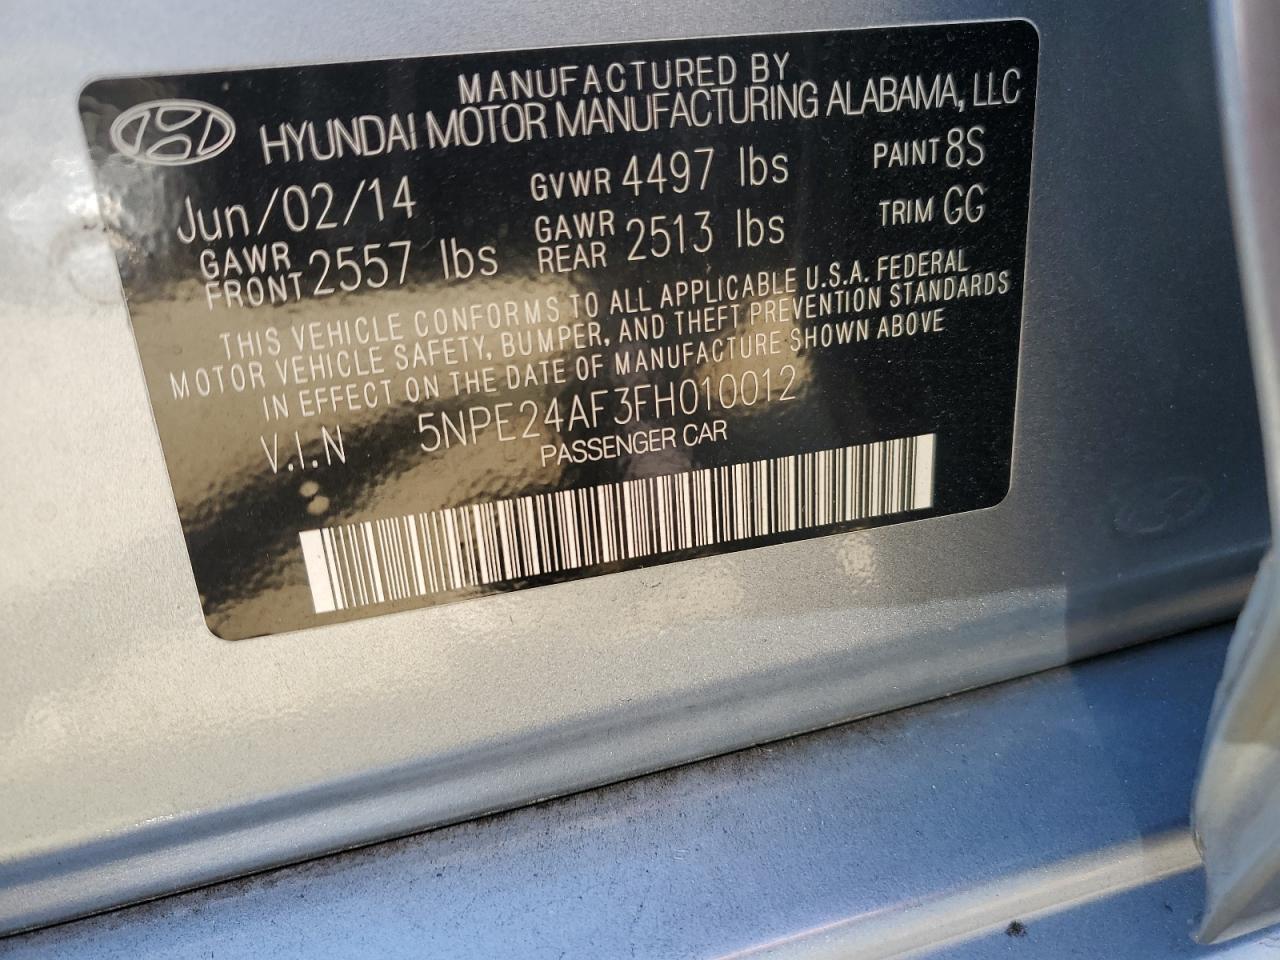 MANUFACTURED BY
HYUNDAI MOTOR MANUFACTURING ALABAMA, LLC
Jun/02/14 GVWR 4497 lbs PAINT 8S
GAWR FRONT 2557 lbs GAWR REAR 2513 lbs TRIM GG
THIS VEHICLE CONFORMS TO ALL APPLICABLE U.S.A. FEDERAL
MOTOR VEHICLE SAFETY, BUMPER, AND THEFT PREVENTION STANDARDS
IN EFFECT ON THE DATE OF MANUFACTURE SHOWN ABOVE
V.I.N 5NPE24AF3FH010012
PASSENGER CAR